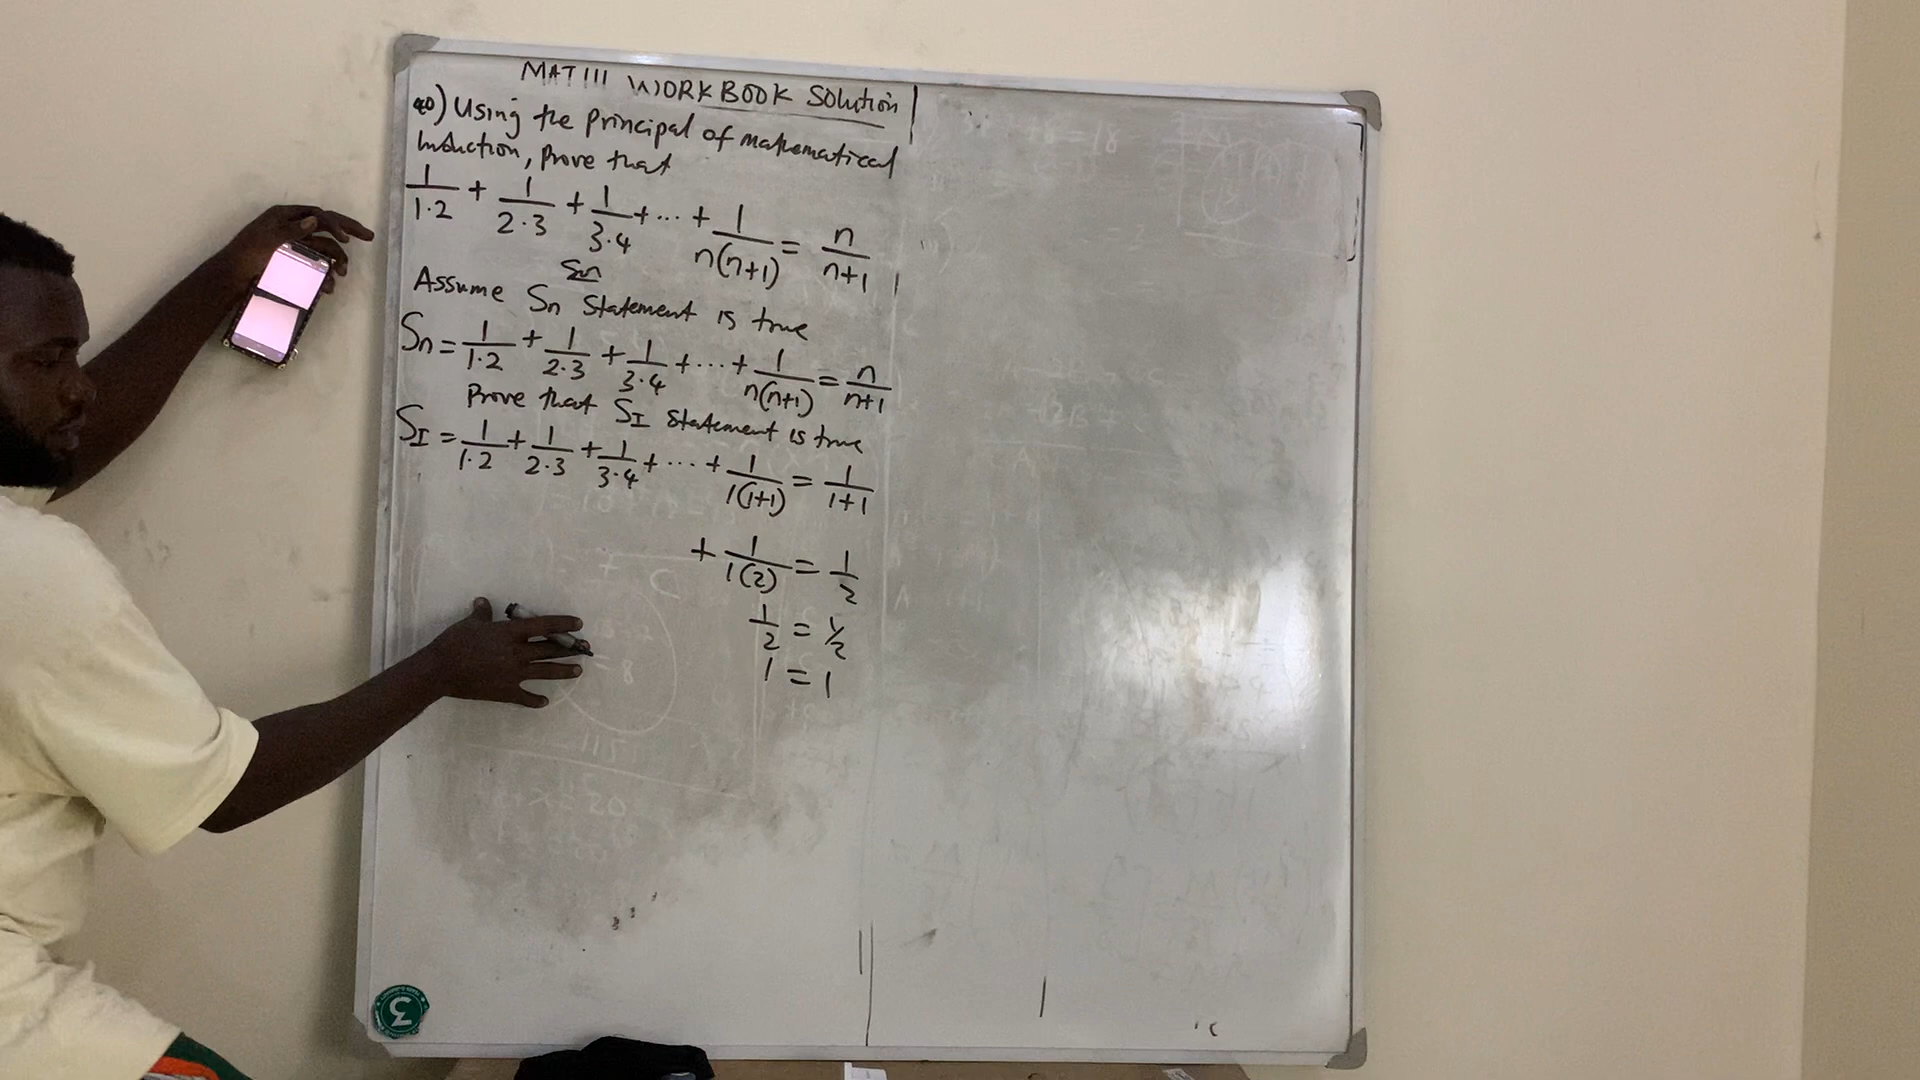 MAT111 WORKBOOK Solution
Using the Principal of mathematical
Induction, Prove that
1/1·2 + 1/2·3 + 1/3·4 + ... + 1/n(n+1) = n/n+1
Sn
Assume Sn Statement is true
Sn = 1/1·2 + 1/2·3 + 1/3·4 + ... + 1/n(n+1) = n/n+1
Prove that SI Statement is true
SI = 1/1·2 + 1/2·3 + 1/3·4 + ... + 1/1(1+1) = 1/1+1
+ 1/1(2) = 1/2
1/2 = 1/2
1 = 1